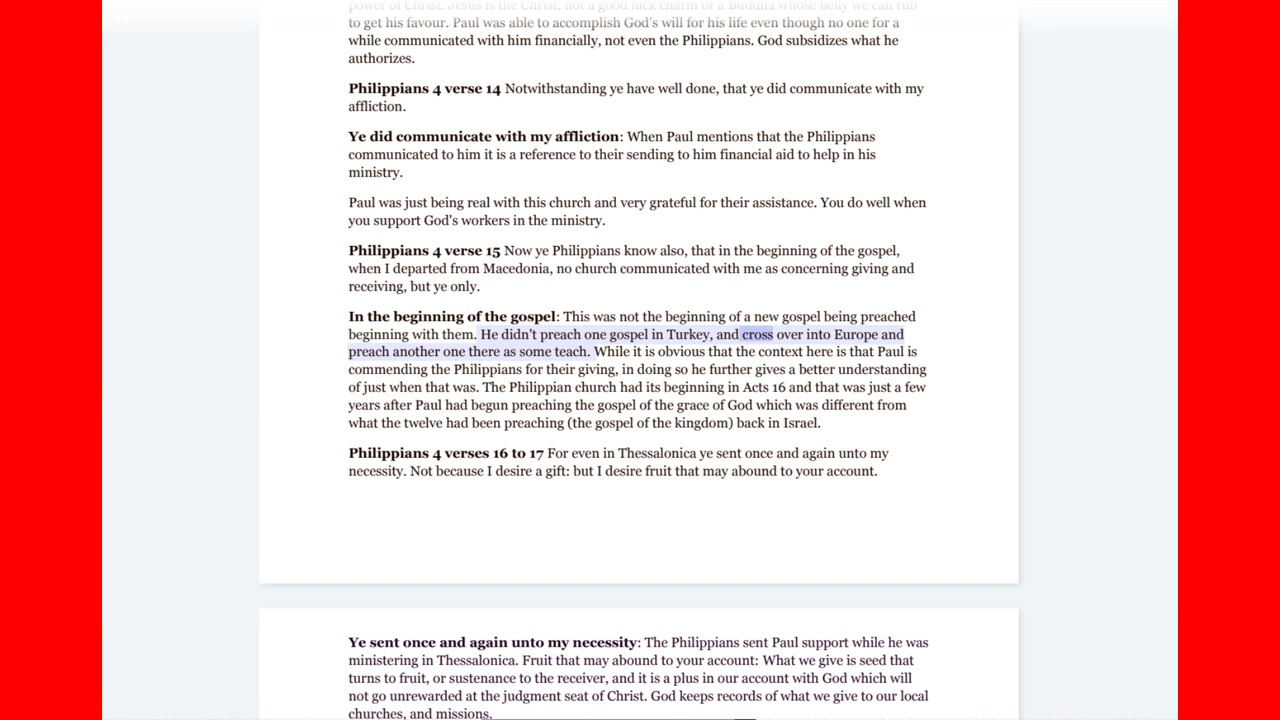 power of Christ. Jesus is the Christ, not a good luck charm or a Buddha whose belly we can rub
to get his favour. Paul was able to accomplish God's will for his life even though no one for a
while communicated with him financially, not even the Philippians. God subsidizes what he
authorizes.
Philippians 4 verse 14 Notwithstanding ye have well done, that ye did communicate with my
affliction.
Ye did communicate with my affliction: When Paul mentions that the Philippians
communicated to him it is a reference to their sending to him financial aid to help in his
ministry.
Paul was just being real with this church and very grateful for their assistance. You do well when
you support God's workers in the ministry.
Philippians 4 verse 15 Now ye Philippians know also, that in the beginning of the gospel,
when I departed from Macedonia, no church communicated with me as concerning giving and
receiving, but ye only.
In the beginning of the gospel: This was not the beginning of a new gospel being preached
beginning with them. He didn't preach one gospel in Turkey, and cross over into Europe and
preach another one there as some teach. While it is obvious that the context here is that Paul is
commending the Philippians for their giving, in doing so he further gives a better understanding
of just when that was. The Philippian church had its beginning in Acts 16 and that was just a few
years after Paul had begun preaching the gospel of the grace of God which was different from
what the twelve had been preaching (the gospel of the kingdom) back in Israel.
Philippians 4 verses 16 to 17 For even in Thessalonica ye sent once and again unto my
necessity. Not because I desire a gift: but I desire fruit that may abound to your account.
Ye sent once and again unto my necessity: The Philippians sent Paul support while he was
ministering in Thessalonica. Fruit that may abound to your account: What we give is seed that
turns to fruit, or sustenance to the receiver, and it is a plus in our account with God which will
not go unrewarded at the judgment seat of Christ. God keeps records of what we give to our local
churches, and missions.